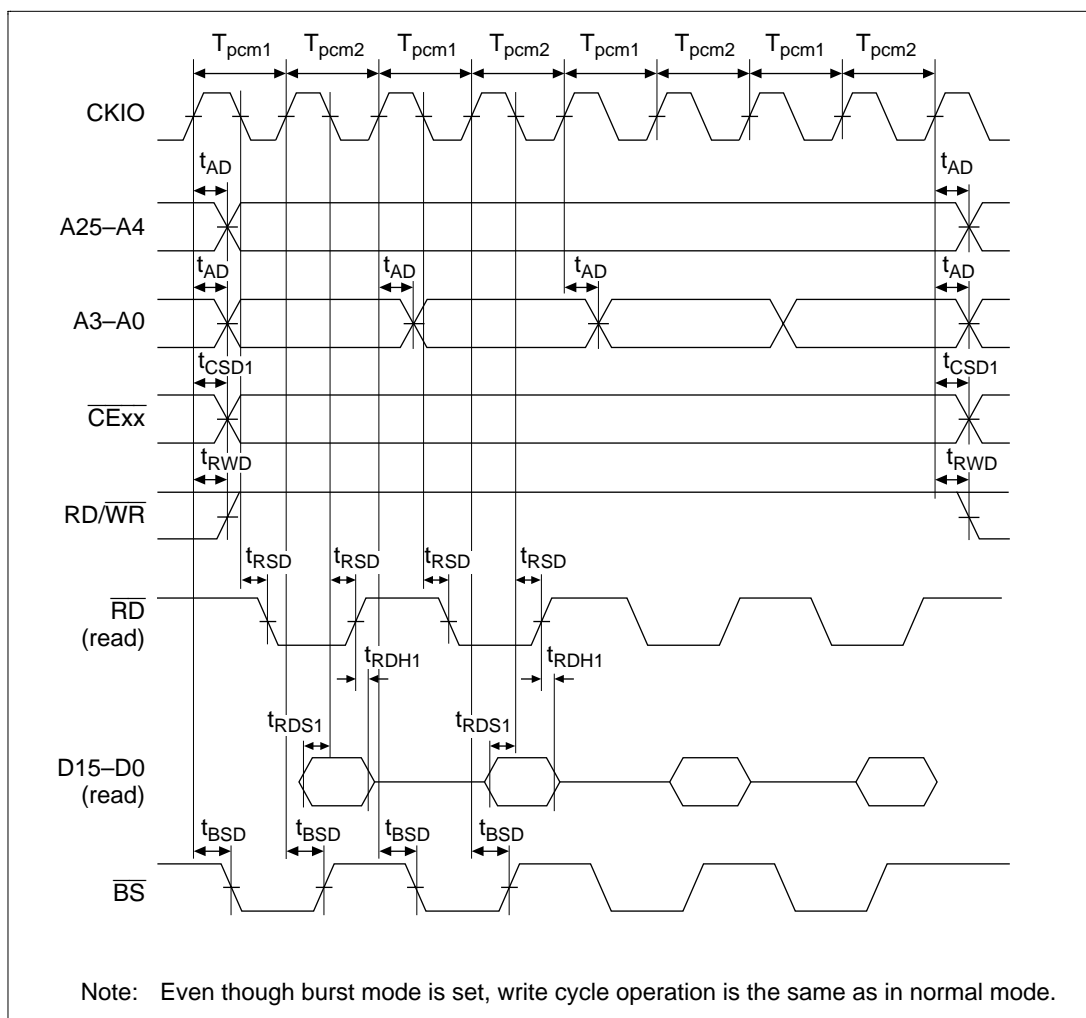 Tpcm1 Tpcm2 Tpcm1 Tpcm2 Tpcm1 Tpcm2 Tpcm1 Tpcm2
CKIO
tAD tAD
A25–A4
tAD tAD tAD tAD
A3–A0
tCSD1 tCSD1
CExx
tRWD tRWD
RD/WR
tRSD tRSD tRSD tRSD
RD
(read)
tRDH1 tRDH1
tRDS1 tRDS1
D15–D0
(read)
tBSD tBSD tBSD tBSD
BS
Note: Even though burst mode is set, write cycle operation is the same as in normal mode.